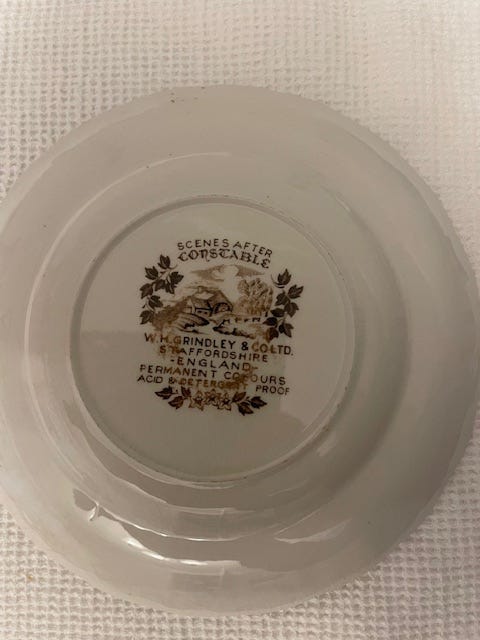 SCENES AFTER
CONSTABLE
W.H.GRINDLEY & CO.LTD.
STAFFORDSHIRE
-ENGLAND-
PERMANENT COLOURS
ACID & DETERGENT PROOF